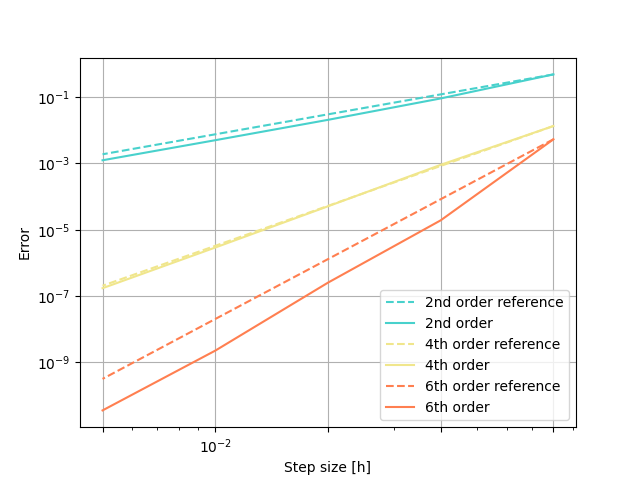 10⁻¹
10⁻³
10⁻⁵
10⁻⁷
10⁻⁹
Error
10⁻²
Step size [h]
2nd order reference
2nd order
4th order reference
4th order
6th order reference
6th order